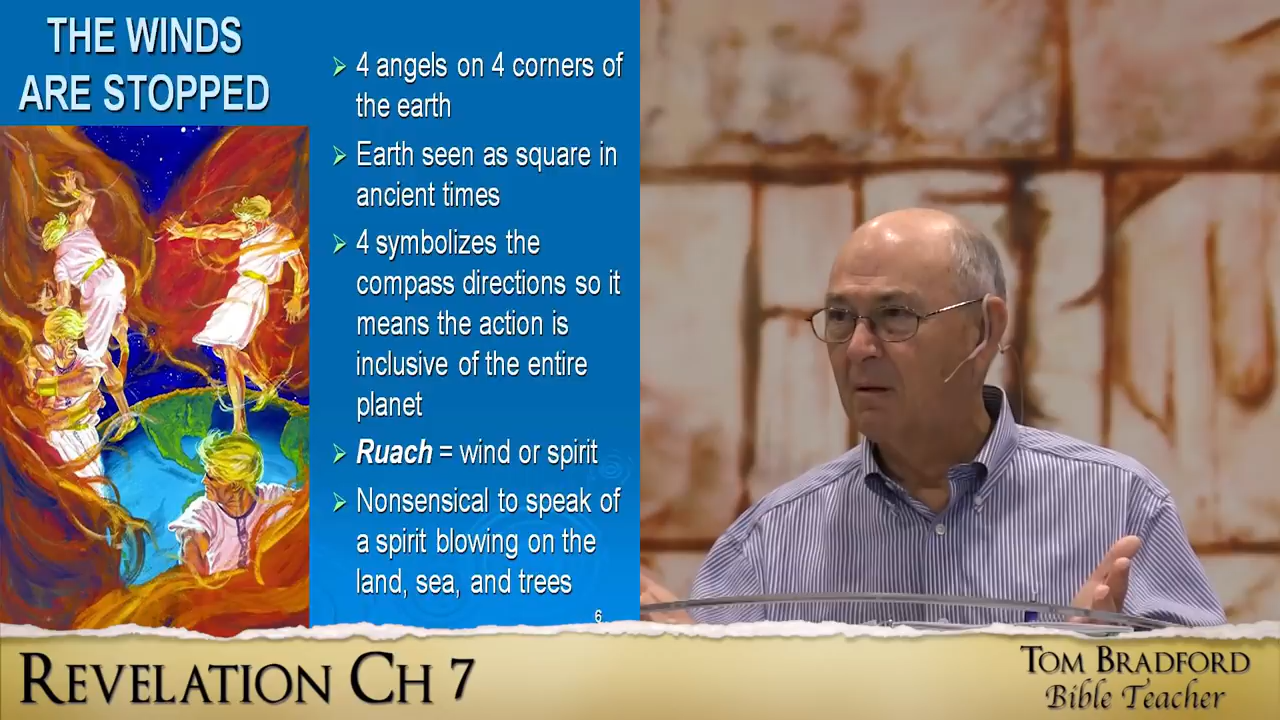 THE WINDS
ARE STOPPED
➢ 4 angels on 4 corners of
the earth
➢ Earth seen as square in
ancient times
➢ 4 symbolizes the
compass directions so it
means the action is
inclusive of the entire
planet
➢ Ruach = wind or spirit
➢ Nonsensical to speak of
a spirit blowing on the
land, sea, and trees
6
REVELATION CH 7
TOM BRADFORD
Bible Teacher